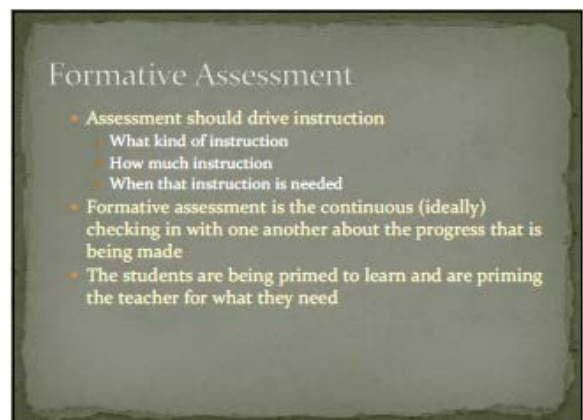 Formative Assessment
Assessment should drive instruction
What kind of instruction
How much instruction
When that instruction is needed
Formative assessment is the continuous (ideally)
checking in with one another about the progress that is
being made
The students are being primed to learn and are priming
the teacher for what they need